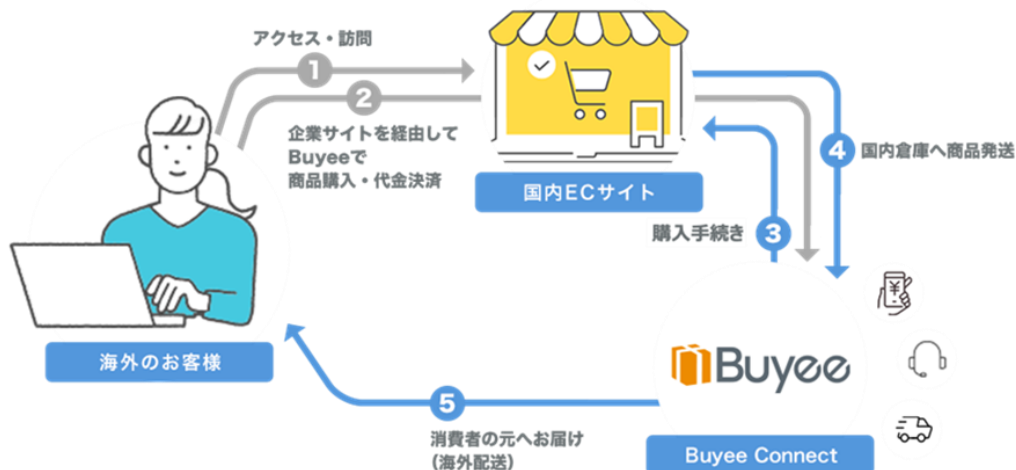 アクセス・訪問
1
2
企業サイトを経由して
Buyeeで
商品購入・代金決済
国内ECサイト
4
国内倉庫へ商品発送
購入手続き
3
¥
海外のお客様
Buyee
5
消費者の元へお届け
(海外配送)
Buyee Connect